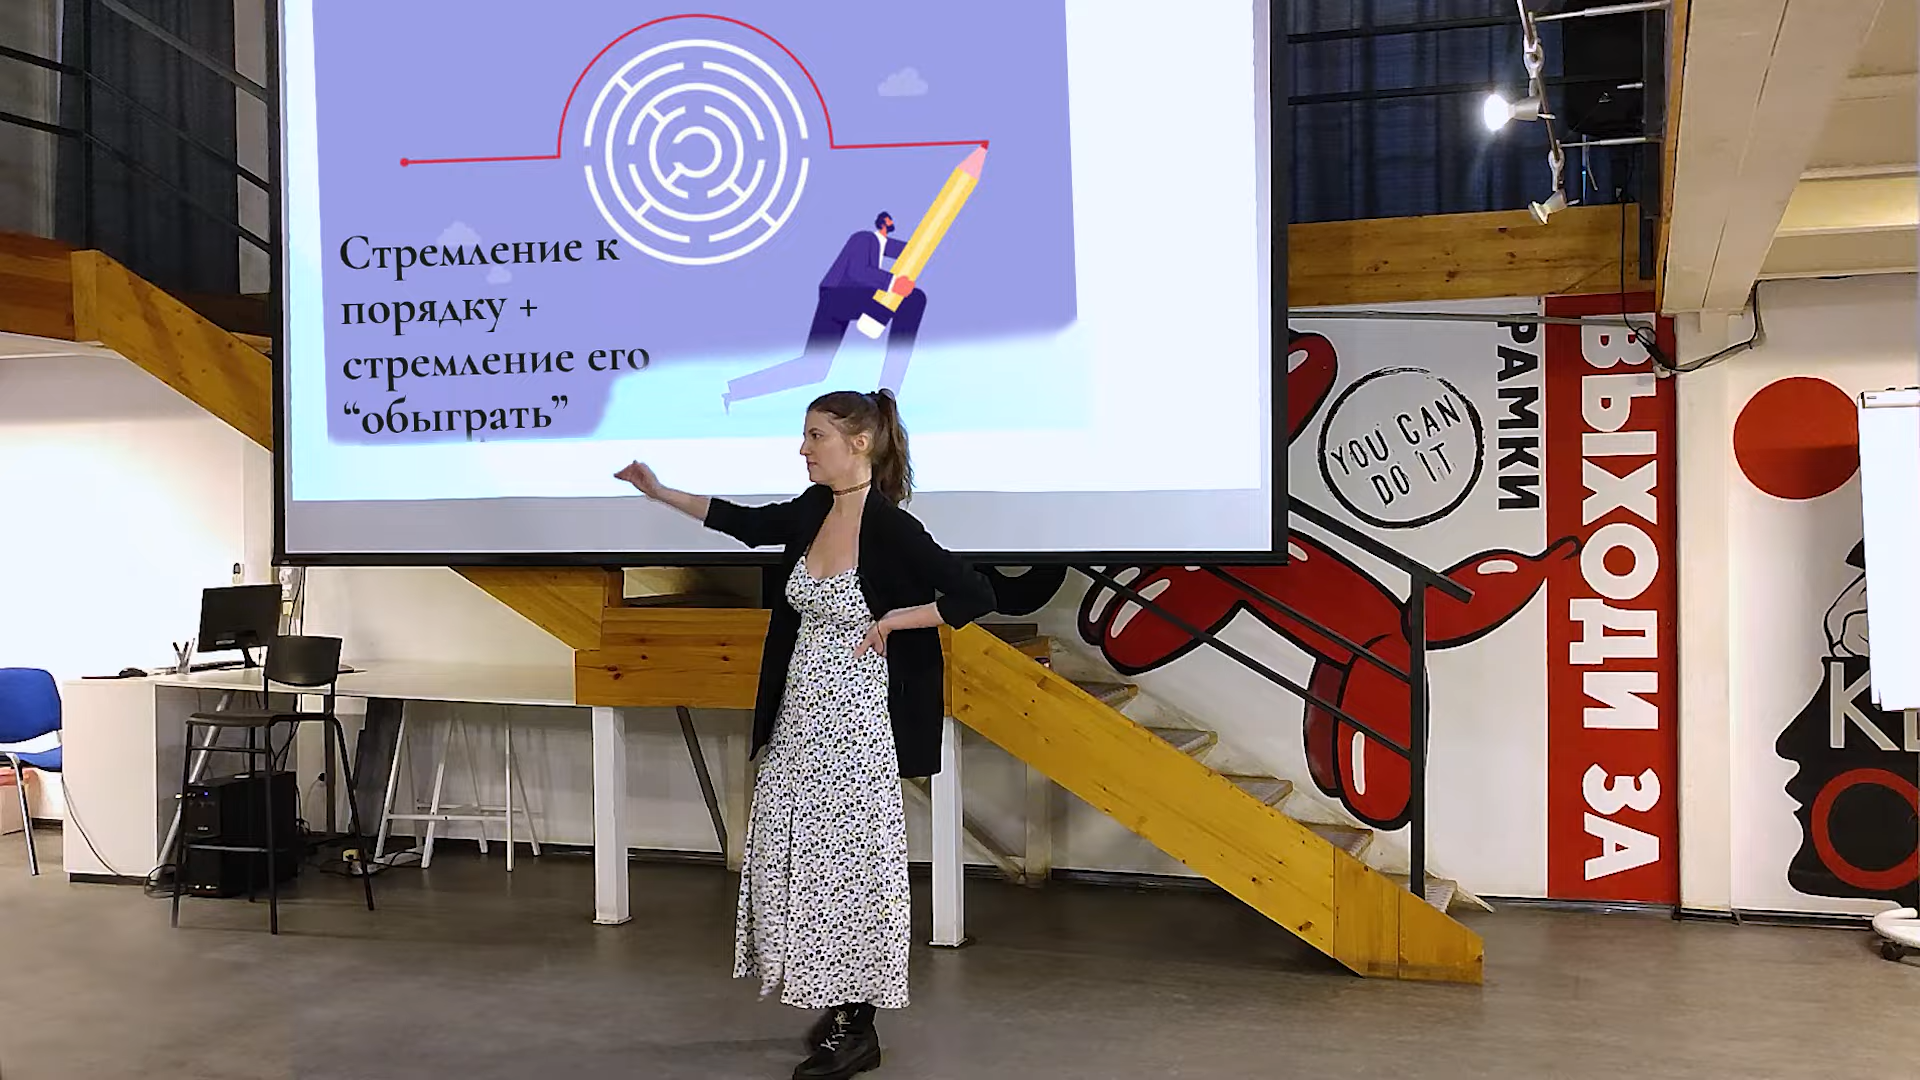 Стремление к
порядку +
стремление его
“обыграть”
YOU CAN
DO IT
ВЫХОДИ ЗА
РАМКИ